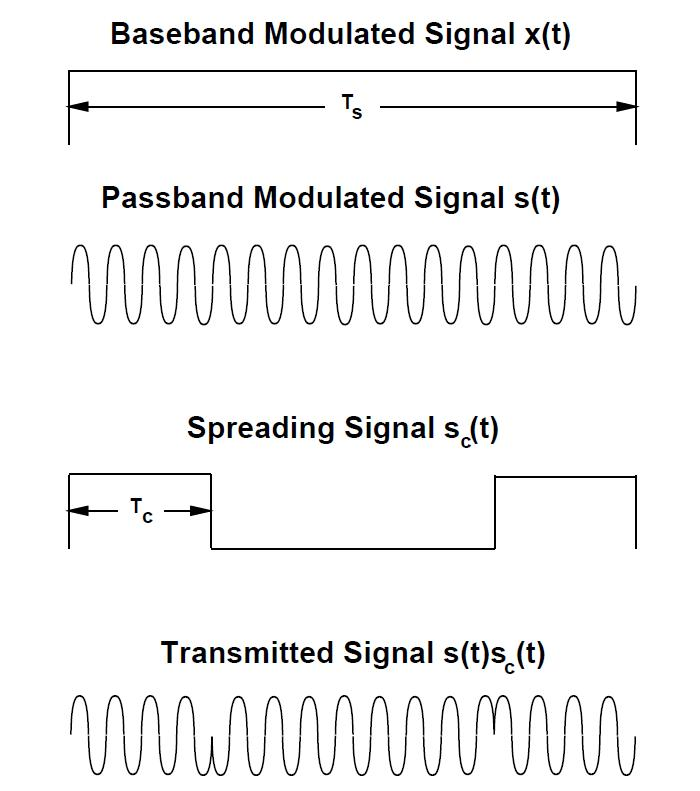 Baseband Modulated Signal x(t)
Ts
Passband Modulated Signal s(t)
Spreading Signal sc(t)
Tc
Transmitted Signal s(t)sc(t)